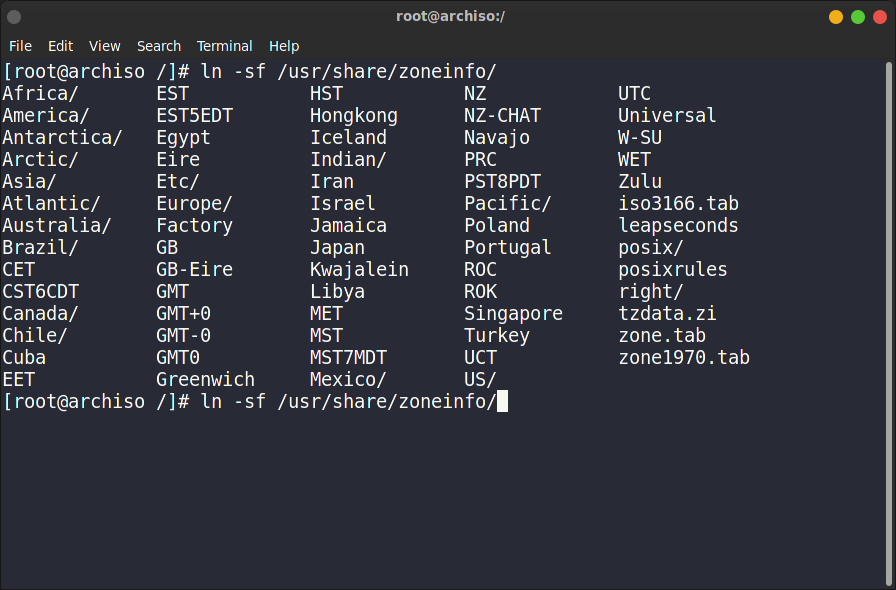 root@archiso:/
File Edit View Search Terminal Help
[root@archiso /]# ln -sf /usr/share/zoneinfo/
Africa/ EST HST NZ UTC
America/ EST5EDT Hongkong NZ-CHAT Universal
Antarctica/ Egypt Iceland Navajo W-SU
Arctic/ Eire Indian/ PRC WET
Asia/ Etc/ Iran PST8PDT Zulu
Atlantic/ Europe/ Israel Pacific/ iso3166.tab
Australia/ Factory Jamaica Poland leapseconds
Brazil/ GB Japan Portugal posix/
CET GB-Eire Kwajalein ROC posixrules
CST6CDT GMT Libya ROK right/
Canada/ GMT+0 MET Singapore tzdata.zi
Chile/ GMT-0 MST Turkey zone.tab
Cuba GMT0 MST7MDT UCT zone1970.tab
EET Greenwich Mexico/ US/
[root@archiso /]# ln -sf /usr/share/zoneinfo/